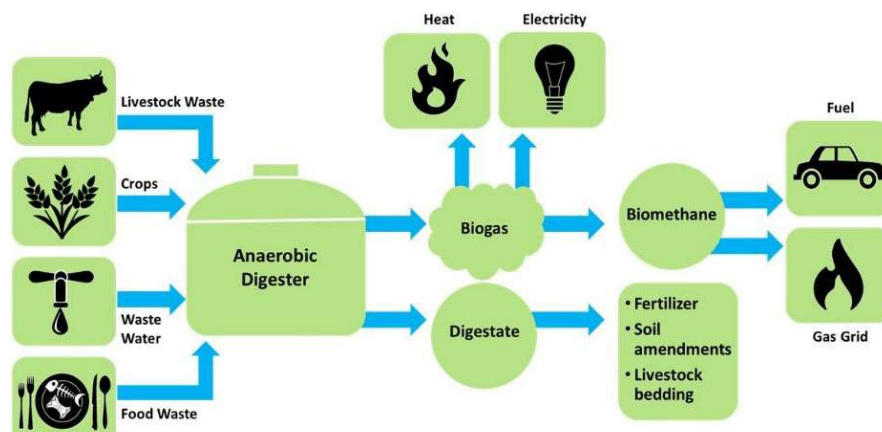 Heat
Electricity
Livestock Waste
Fuel
Crops
Anaerobic
Digester
Biogas
Biomethane
Waste
Water
Digestate
• Fertilizer
• Soil
amendments
• Livestock
bedding
Gas Grid
Food Waste